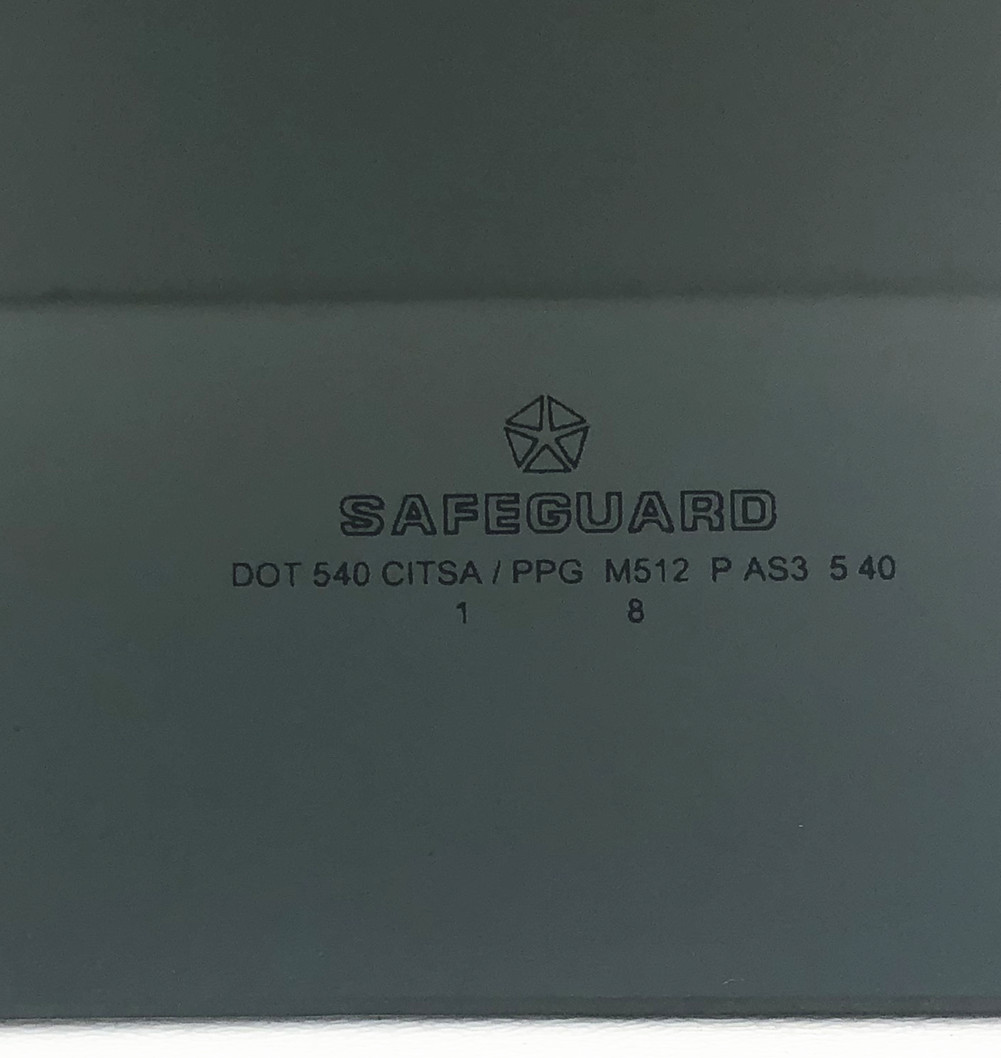 SAFEGUARD
DOT 540 CITSA / PPG M512 P AS3 5 40
1 8